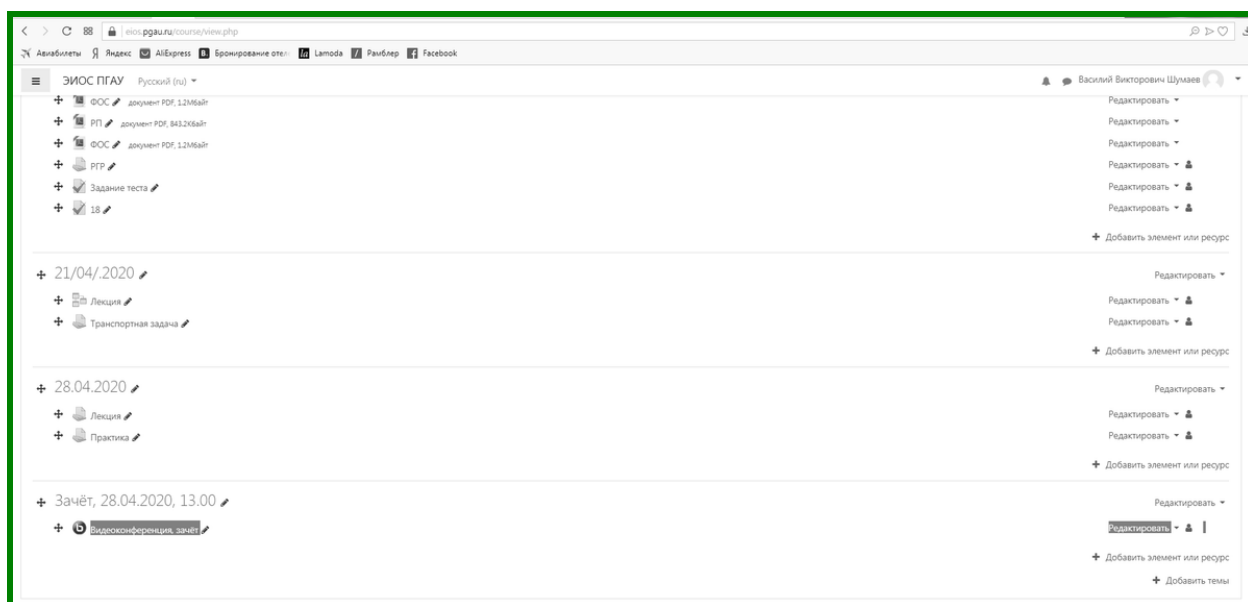 88 eios.pgau.ru/course/view.php
Авиабилеты Я Яндекс AliExpress B. Бронирование отел la Lamoda Рамблер f Facebook
ЭИОС ПГАУ Русский (ru) Василий Викторович Шумаев
ФОС документ PDF, 1.2Мбайт Редактировать
РП документ PDF, 843.2Кбайт Редактировать
ФОС документ PDF, 1.2Мбайт Редактировать
РГР Редактировать
Задание теста Редактировать
18 Редактировать
+ Добавить элемент или ресурс
21/04/.2020 Редактировать
Лекция Редактировать
Транспортная задача Редактировать
+ Добавить элемент или ресурс
28.04.2020 Редактировать
Лекция Редактировать
Практика Редактировать
+ Добавить элемент или ресурс
Зачёт, 28.04.2020, 13.00 Редактировать
Видеоконференция, зачёт Редактировать
+ Добавить элемент или ресурс
+ Добавить темы